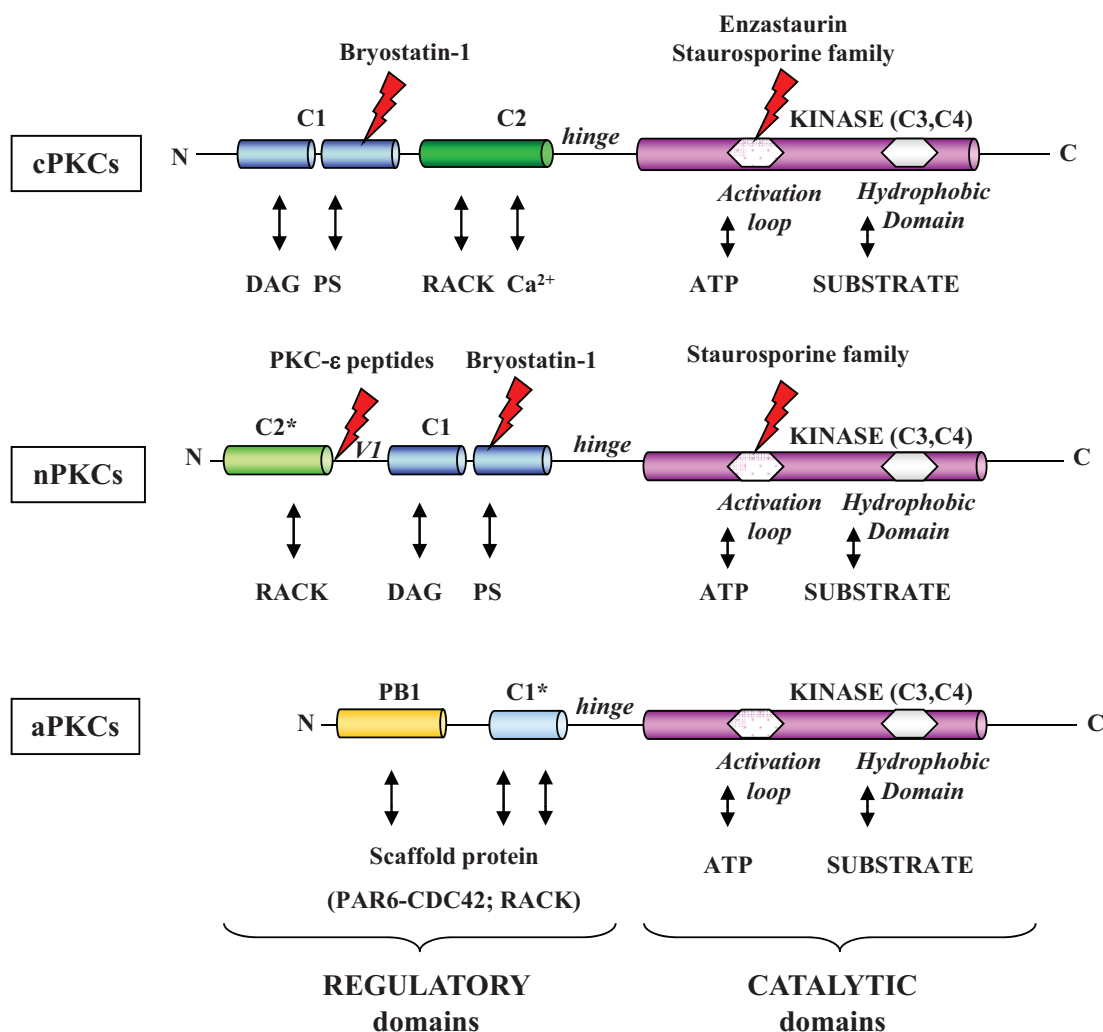 Enzastaurin
Staurosporine family
Bryostatin-1
C1
C2
hinge
KINASE (C3,C4)
cPKCs
N
C
Activation
loop
Hydrophobic
Domain
DAG PS
RACK Ca²⁺
ATP
SUBSTRATE
PKC-ε peptides
Bryostatin-1
Staurosporine family
C2*
V1
C1
hinge
KINASE (C3,C4)
nPKCs
N
C
Activation
loop
Hydrophobic
Domain
RACK
DAG
PS
ATP
SUBSTRATE
PB1
C1*
hinge
KINASE (C3,C4)
aPKCs
N
C
Activation
loop
Hydrophobic
Domain
Scaffold protein
(PAR6-CDC42; RACK)
ATP
SUBSTRATE
REGULATORY
domains
CATALYTIC
domains